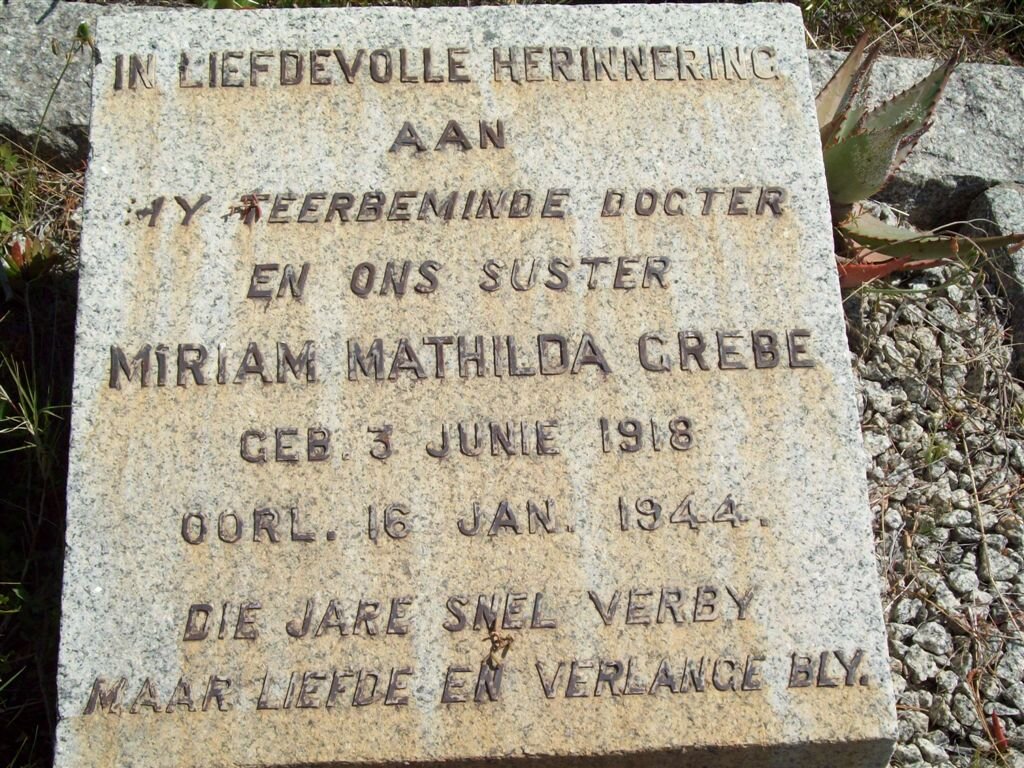 IN LIEFDEVOLLE HERINNERING
AAN
MY TEERBEMINDE DOGTER
EN ONS SUSTER
MIRIAM MATHILDA GREBE
GEB. 3 JUNIE 1918
OORL. 16 JAN. 1944.
DIE JARE SNEL VERBY
MAAR LIEFDE EN VERLANGE BLY.